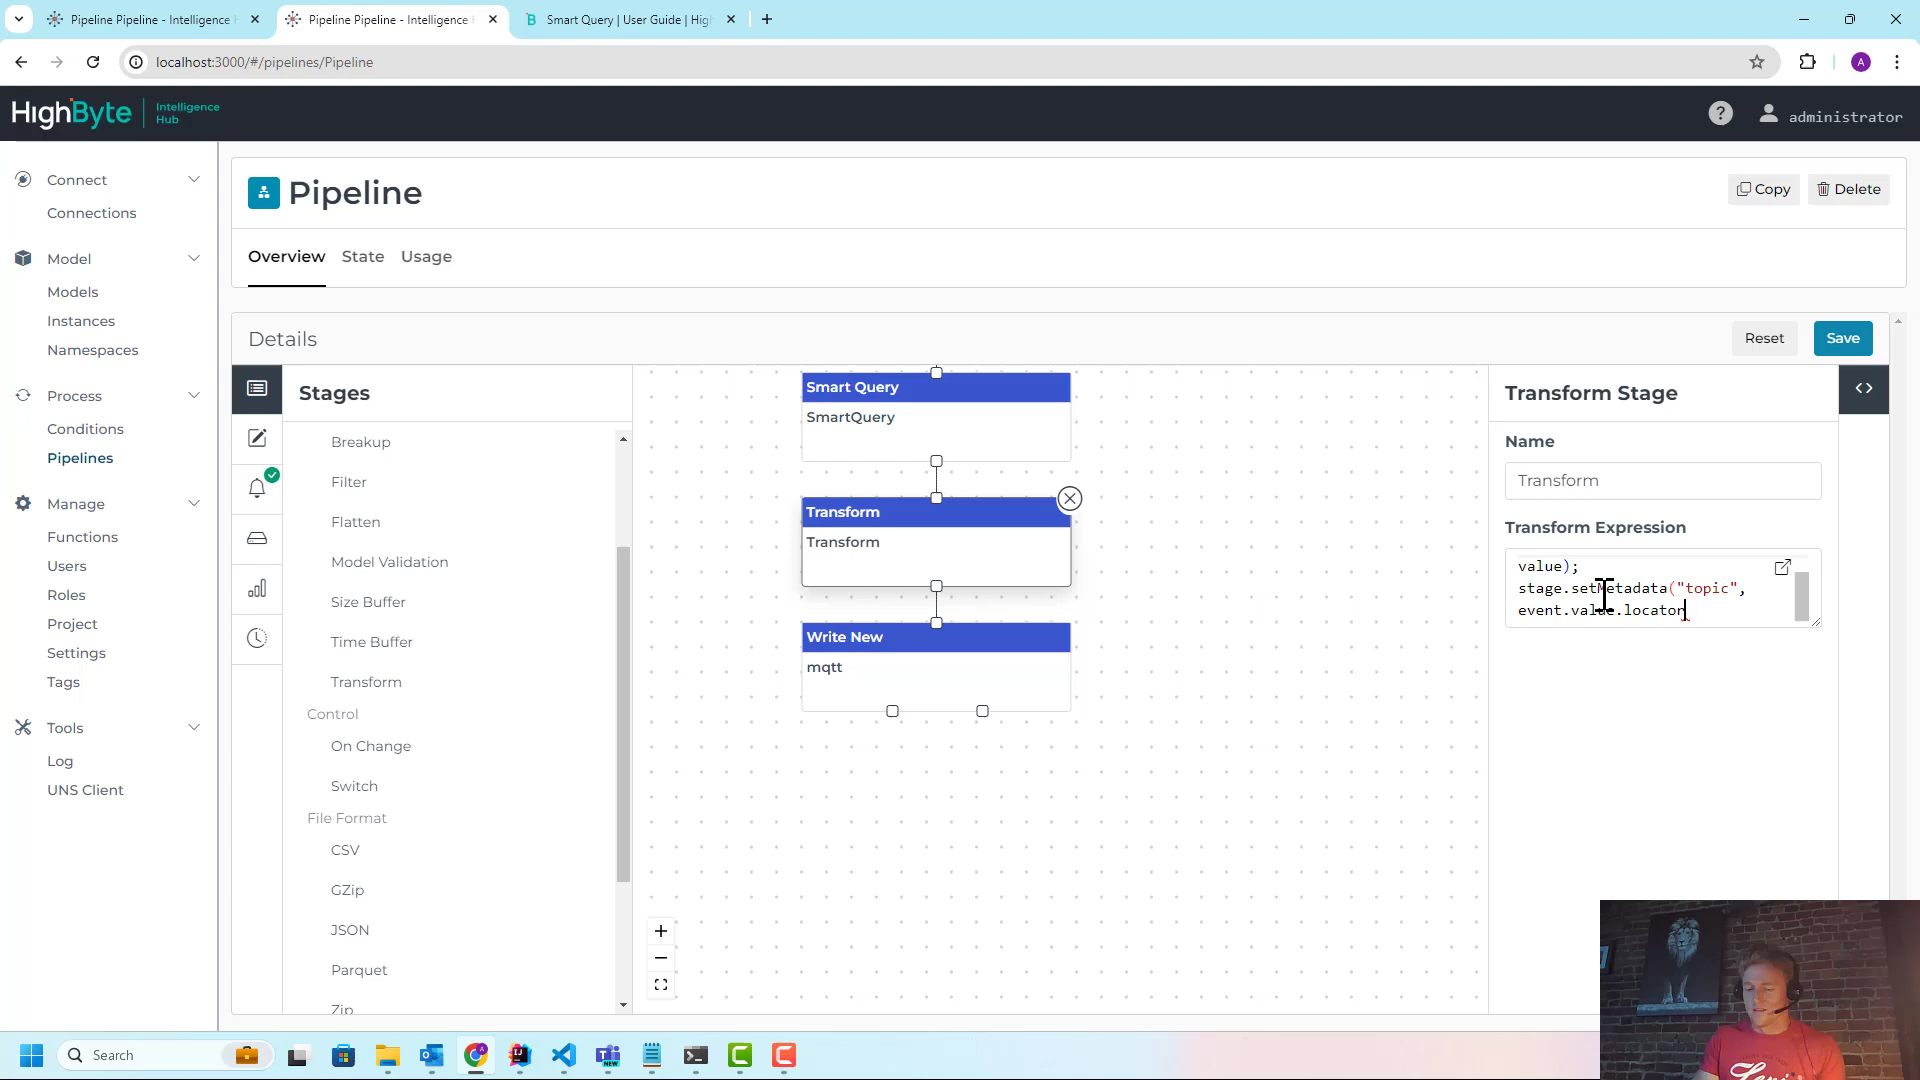 Pipeline Pipeline - Intelligence
Pipeline Pipeline - Intelligence
Smart Query | User Guide | High
localhost:3000/#/pipelines/Pipeline
HighByte
Intelligence
Hub
administrator
Connect
Connections
Model
Models
Instances
Namespaces
Process
Conditions
Pipelines
Manage
Functions
Users
Roles
Project
Settings
Tags
Tools
Log
UNS Client
Pipeline
Copy
Delete
Overview
State
Usage
Details
Reset
Save
Stages
Breakup
Filter
Flatten
Model Validation
Size Buffer
Time Buffer
Transform
Control
On Change
Switch
File Format
CSV
GZip
JSON
Parquet
Zip
Smart Query
SmartQuery
Transform
Transform
Write New
mqtt
Transform Stage
Name
Transform
Transform Expression
value);
stage.setMetadata("topic",
event.value.locaton
Search